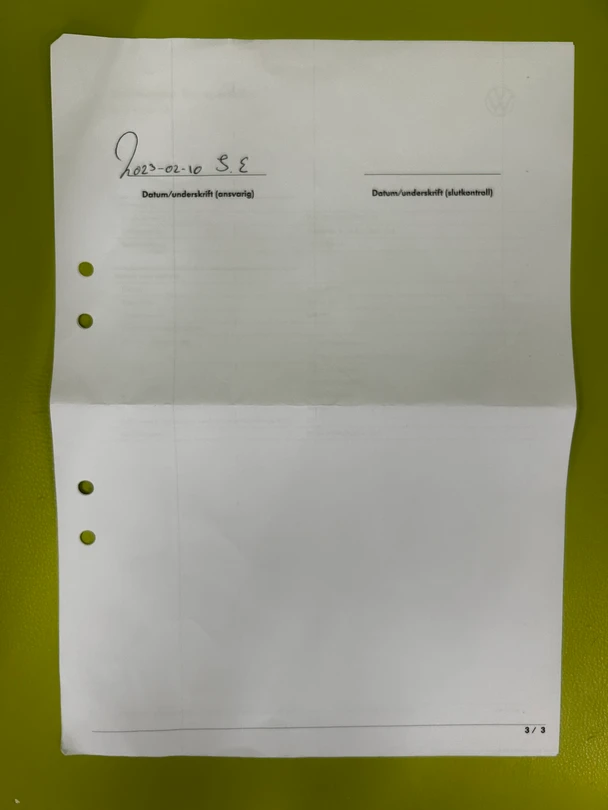 2023-02-10 S. E
Datum/underskrift (ansvarig)
Datum/underskrift (slutkontroll)
3 / 3